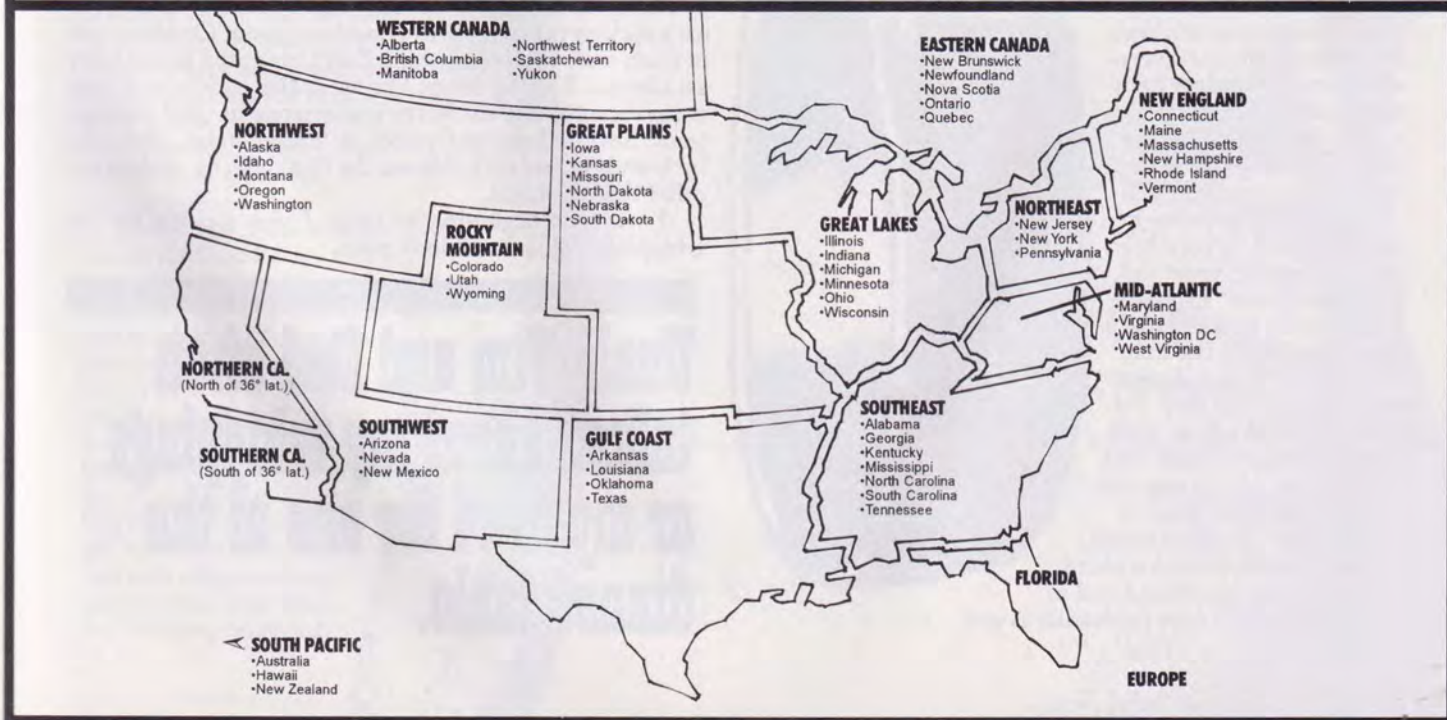 WESTERN CANADA
•Alberta
•British Columbia
•Manitoba
•Northwest Territory
•Saskatchewan
•Yukon
EASTERN CANADA
•New Brunswick
•Newfoundland
•Nova Scotia
•Ontario
•Quebec
NEW ENGLAND
•Connecticut
•Maine
•Massachusetts
•New Hampshire
•Rhode Island
•Vermont
NORTHWEST
•Alaska
•Idaho
•Montana
•Oregon
•Washington
GREAT PLAINS
•Iowa
•Kansas
•Missouri
•North Dakota
•Nebraska
•South Dakota
ROCKY
MOUNTAIN
•Colorado
•Utah
•Wyoming
GREAT LAKES
•Illinois
•Indiana
•Michigan
•Minnesota
•Ohio
•Wisconsin
NORTHEAST
•New Jersey
•New York
•Pennsylvania
MID-ATLANTIC
•Maryland
•Virginia
•Washington DC
•West Virginia
NORTHERN CA.
(North of 36° lat.)
SOUTHERN CA.
(South of 36° lat.)
SOUTHWEST
•Arizona
•Nevada
•New Mexico
GULF COAST
•Arkansas
•Louisiana
•Oklahoma
•Texas
SOUTHEAST
•Alabama
•Georgia
•Kentucky
•Mississippi
•North Carolina
•South Carolina
•Tennessee
FLORIDA
SOUTH PACIFIC
•Australia
•Hawaii
•New Zealand
EUROPE